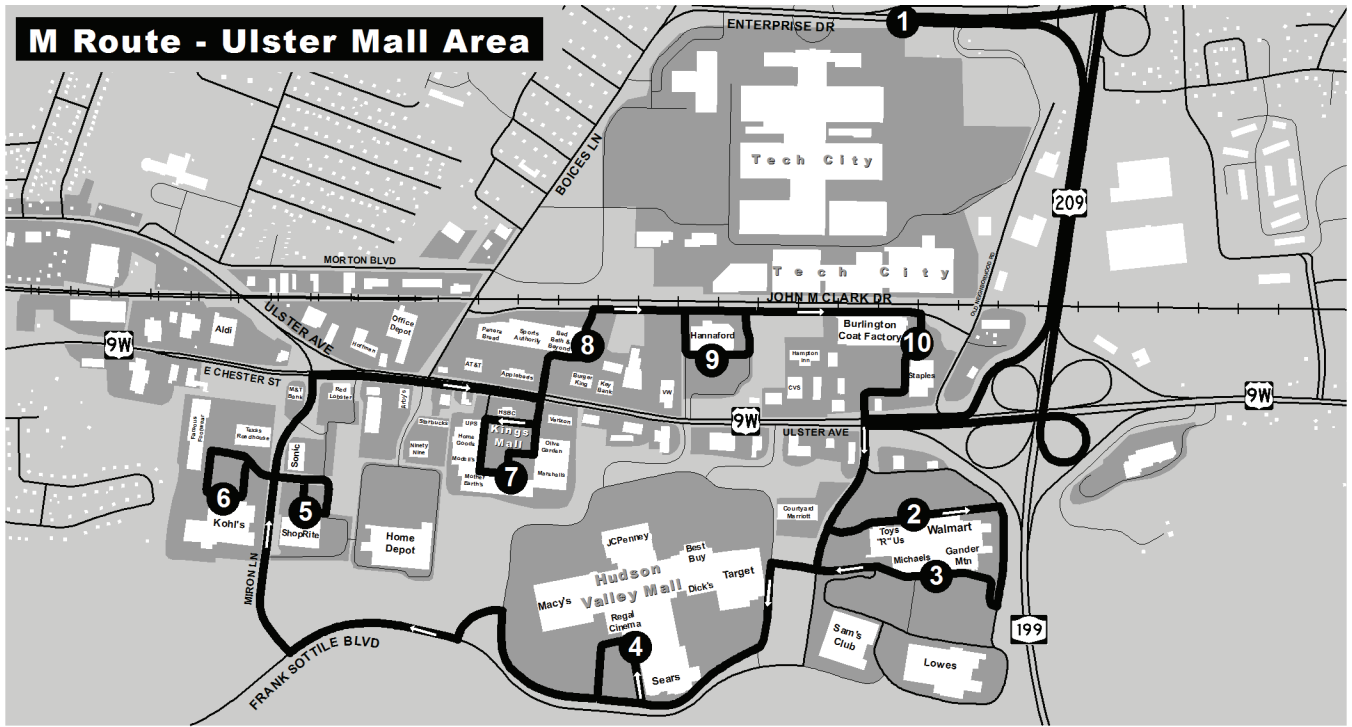 M Route - Ulster Mall Area
ENTERPRISE DR
1
BOICES LN
Tech City
209
Tech City
OLD NEIGHBORHOOD RD
MORTON BLVD
JOHN M CLARK DR
ULSTER AVE
Office
Depot
Hoffman
Aldi
9W
E CHESTER ST
Panera
Bread
Sports
Authority
Bed
Bath &
Beyond
8
Hannaford
9
Burlington
Coat Factory
10
Staples
Hampton
Inn
CVS
AT&T
Applebee's
Burger
King
Key
Bank
VW
M&T
Bank
Red
Lobster
Arby's
9W
9W
ULSTER AVE
Famous
Footwear
Texas
Roadhouse
Sonic
Starbucks
Ninety
Nine
HSBC
UPS
Kings
Mall
Verizon
Home
Goods
Olive
Garden
Modell's
Mother
Earth's
Marshalls
7
6
Kohl's
5
ShopRite
Home
Depot
Courtyard
Marriott
2
Toys
"R" Us
Walmart
Michaels
Gander
Mtn
3
JCPenney
Best
Buy
Target
Dick's
Hudson
Valley Mall
Macy's
Regal
Cinema
4
Sears
MIRON LN
FRANK SOTTILE BLVD
Sam's
Club
Lowes
199